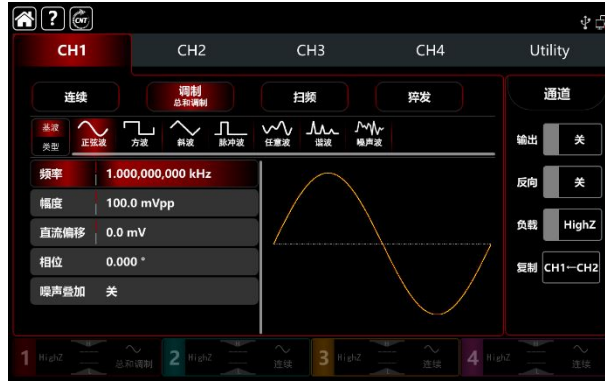 ? CNT
CH1 CH2 CH3 CH4 Utility
连续 调制 扫频 猝发 通道
总和调制
基波
类型 正弦波 方波 斜波 脉冲波 任意波 谐波 噪声波
输出 关
频率 1.000,000,000 kHz
反向 关
幅度 100.0 mVpp
负载 HighZ
直流偏移 0.0 mV
复制 CH1←CH2
相位 0.000 °
噪声叠加 关
1 HighZ 总和调制 2 HighZ 连续 3 HighZ 连续 4 HighZ 连续